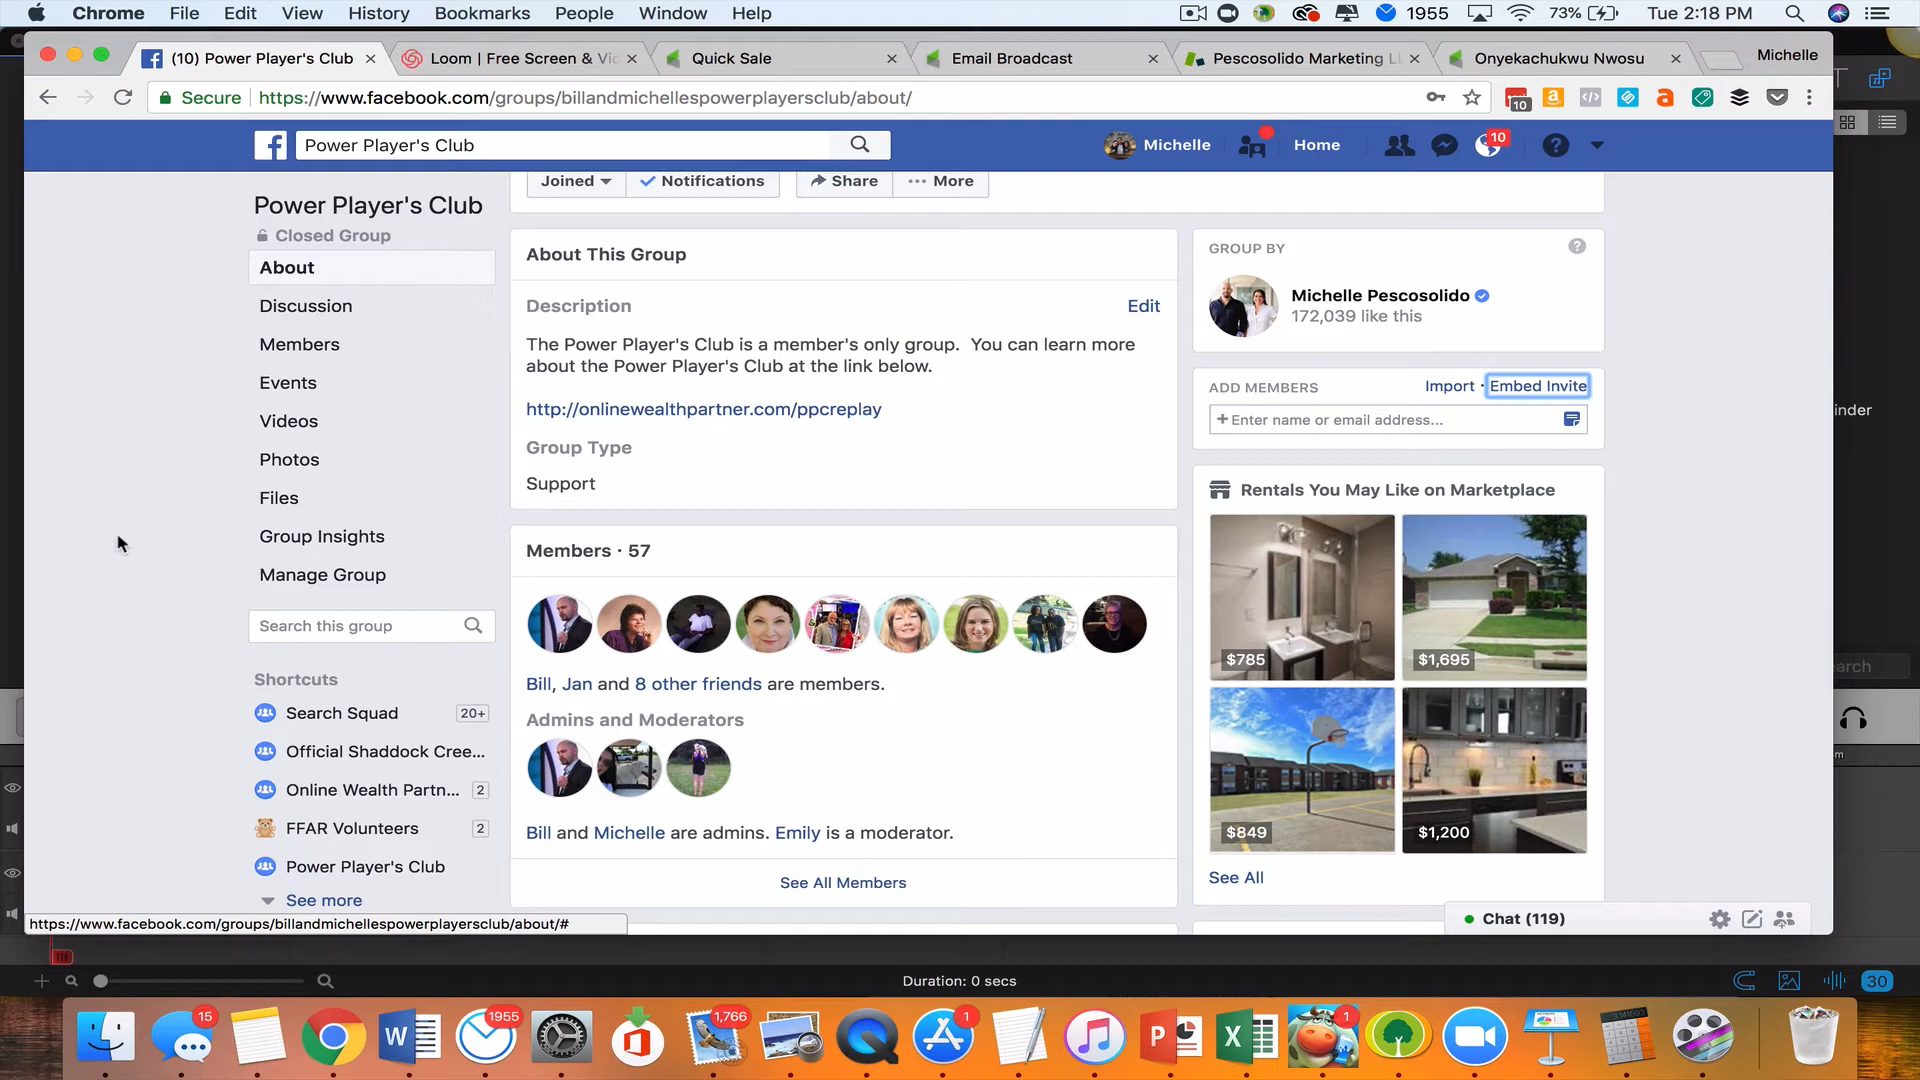 Chrome File Edit View History Bookmarks People Window Help 1955 73% Tue 2:18 PM
(10) Power Player's Club Loom | Free Screen & Vic Quick Sale Email Broadcast Pescosolido Marketing LL Onyekachukwu Nwosu Michelle
Secure https://www.facebook.com/groups/billandmichellespowerplayersclub/about/ 10
Power Player's Club Michelle Home 10
Power Player's Club
Closed Group
About
Discussion
Members
Events
Videos
Photos
Files
Group Insights
Manage Group
Search this group
Shortcuts
Search Squad 20+
Official Shaddock Cree...
Online Wealth Partn... 2
FFAR Volunteers 2
Power Player's Club
See more
https://www.facebook.com/groups/billandmichellespowerplayersclub/about/#
Joined Notifications Share More
About This Group
Description Edit
The Power Player's Club is a member's only group. You can learn more
about the Power Player's Club at the link below.
http://onlinewealthpartner.com/ppcreplay
Group Type
Support
Members · 57
Bill, Jan and 8 other friends are members.
Admins and Moderators
Bill and Michelle are admins. Emily is a moderator.
See All Members
GROUP BY
Michelle Pescosolido
172,039 like this
ADD MEMBERS Import · Embed Invite
+ Enter name or email address...
Rentals You May Like on Marketplace
$785 $1,695
$849 $1,200
See All
Chat (119)
inder
earch
m
Duration: 0 secs
30
15 1955 1,766 1 1